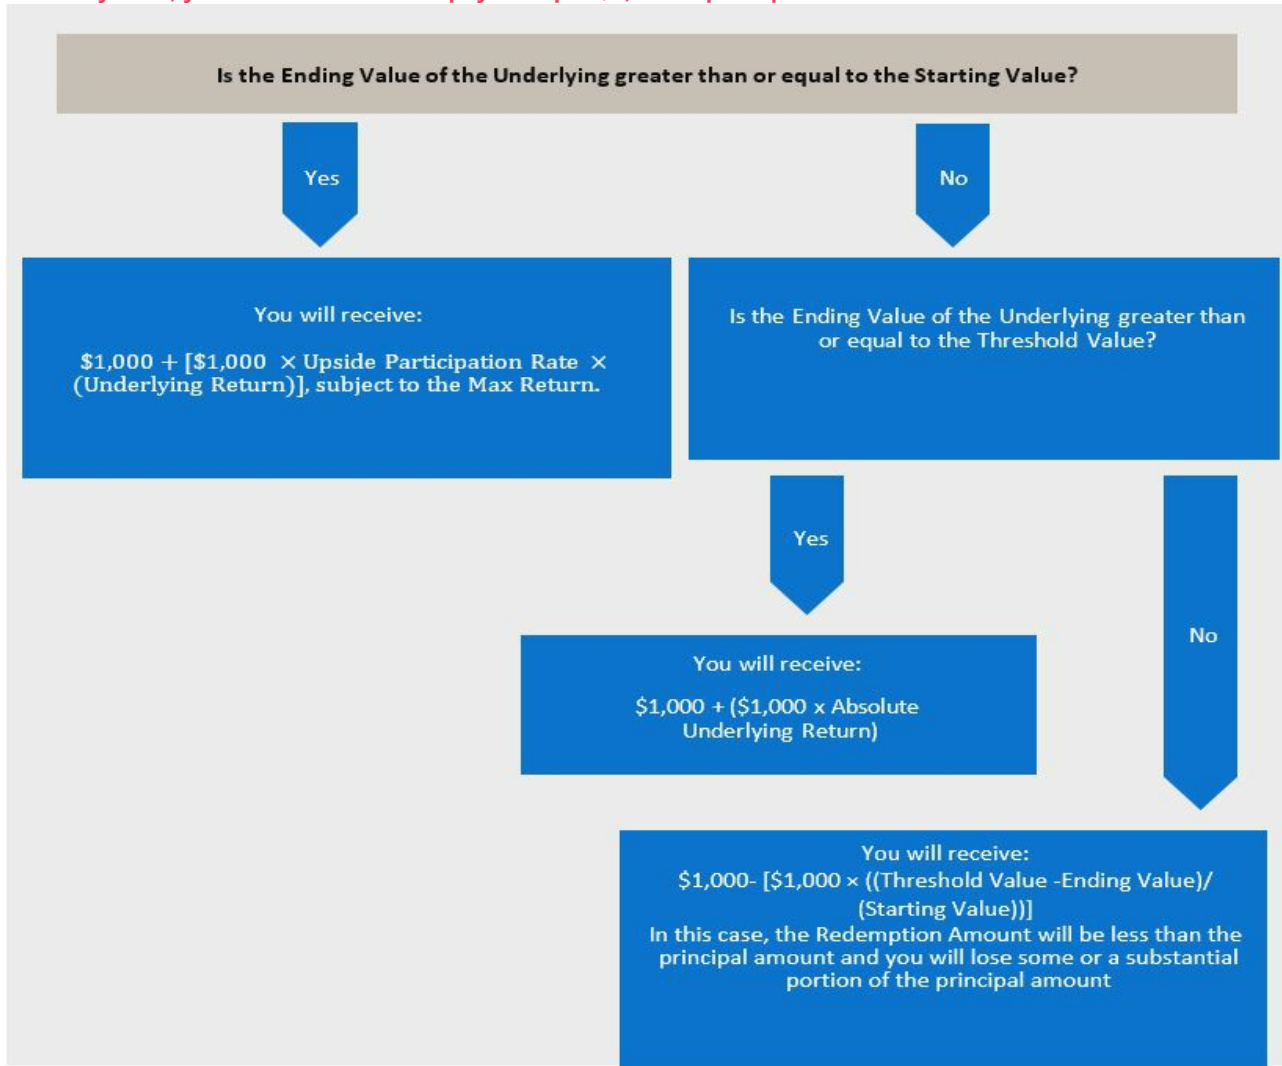 Is the Ending Value of the Underlying greater than or equal to the Starting Value?
Yes
No
You will receive:
$1,000 + [$1,000 × Upside Participation Rate ×
(Underlying Return)], subject to the Max Return.
Is the Ending Value of the Underlying greater than
or equal to the Threshold Value?
Yes
No
You will receive:
$1,000 + ($1,000 x Absolute
Underlying Return)
You will receive:
$1,000- [$1,000 × ((Threshold Value -Ending Value)/
(Starting Value))]
In this case, the Redemption Amount will be less than the
principal amount and you will lose some or a substantial
portion of the principal amount